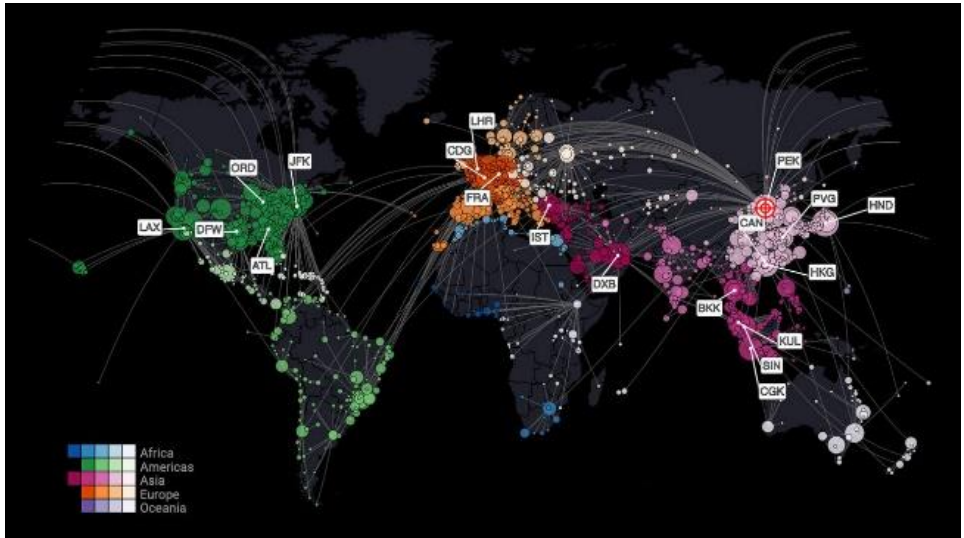 LHR
CDG
PEK
ORD
JFK
FRA
PVG
HND
LAX
DFW
CAN
IST
ATL
HKG
DXB
BKK
KUL
SIN
CGK
Africa
Americas
Asia
Europe
Oceania